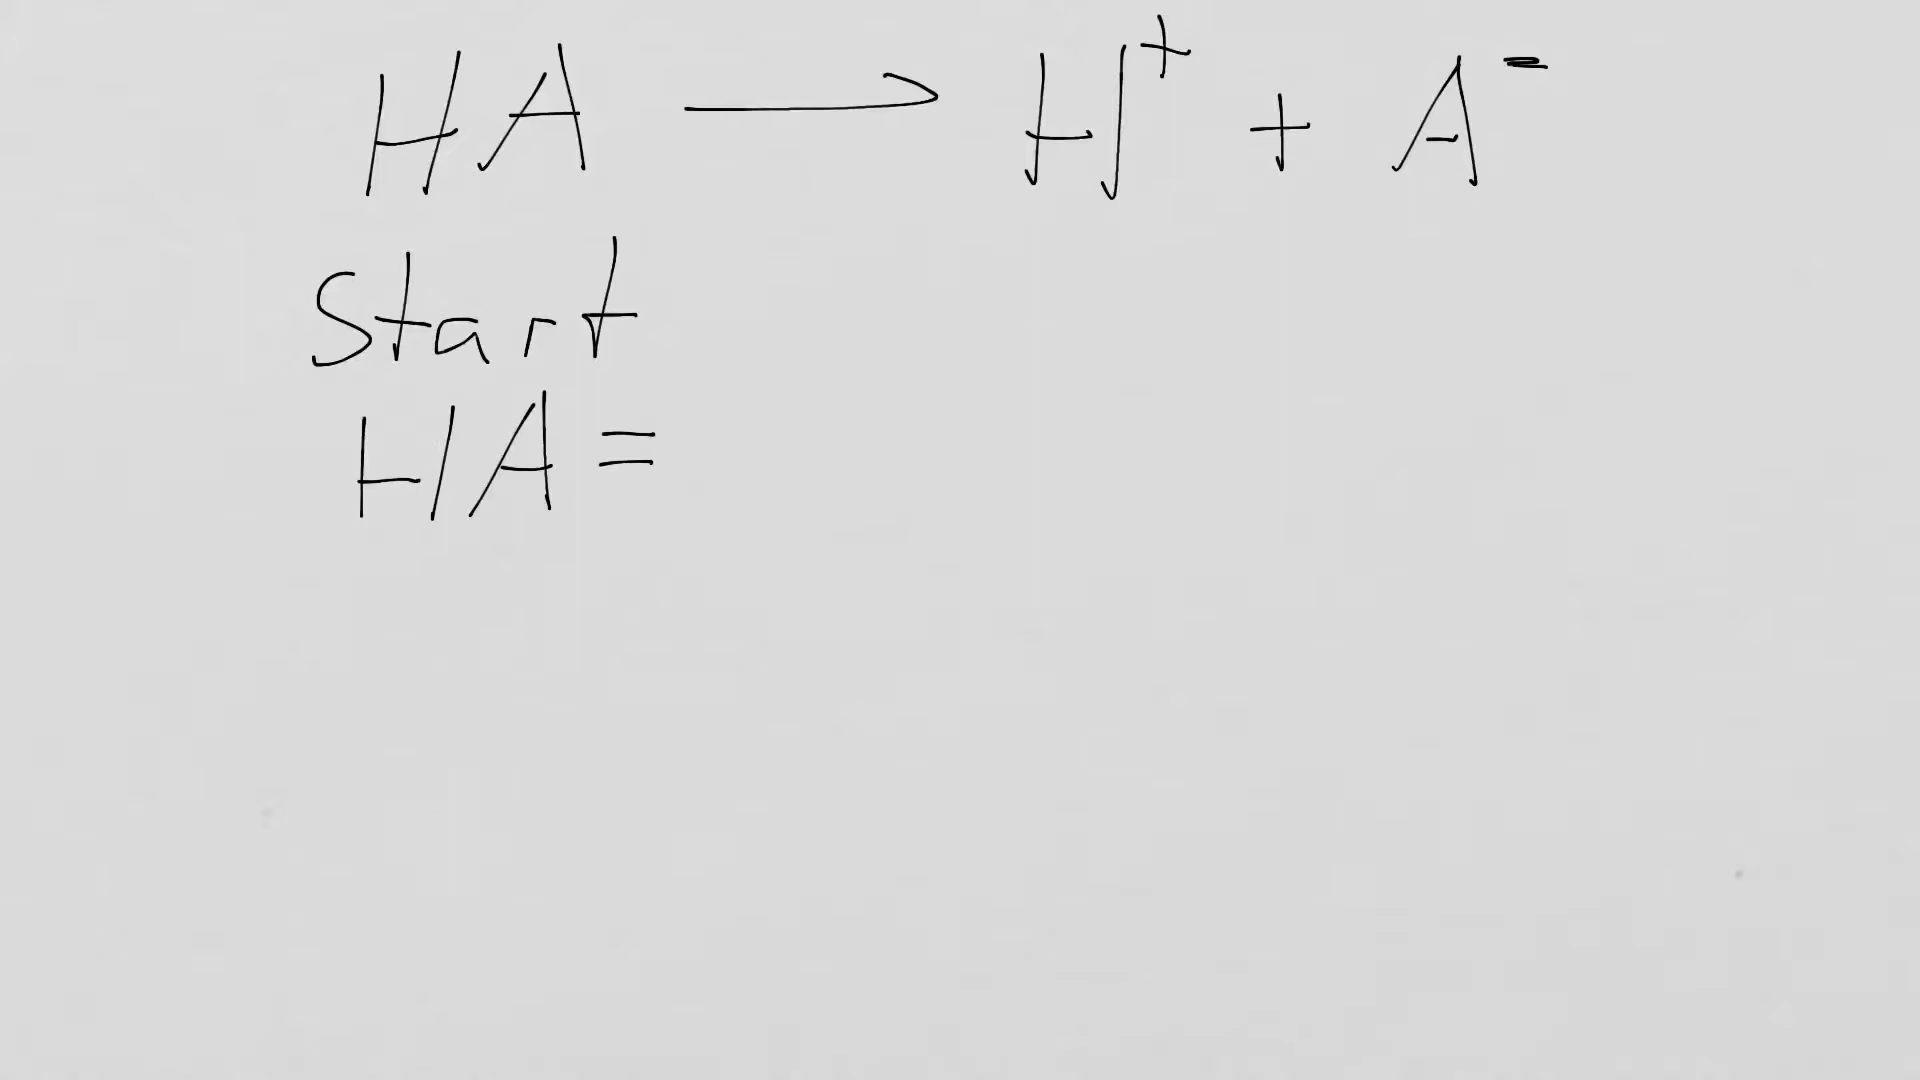 HA → H⁺ + A⁻
Start
HA =